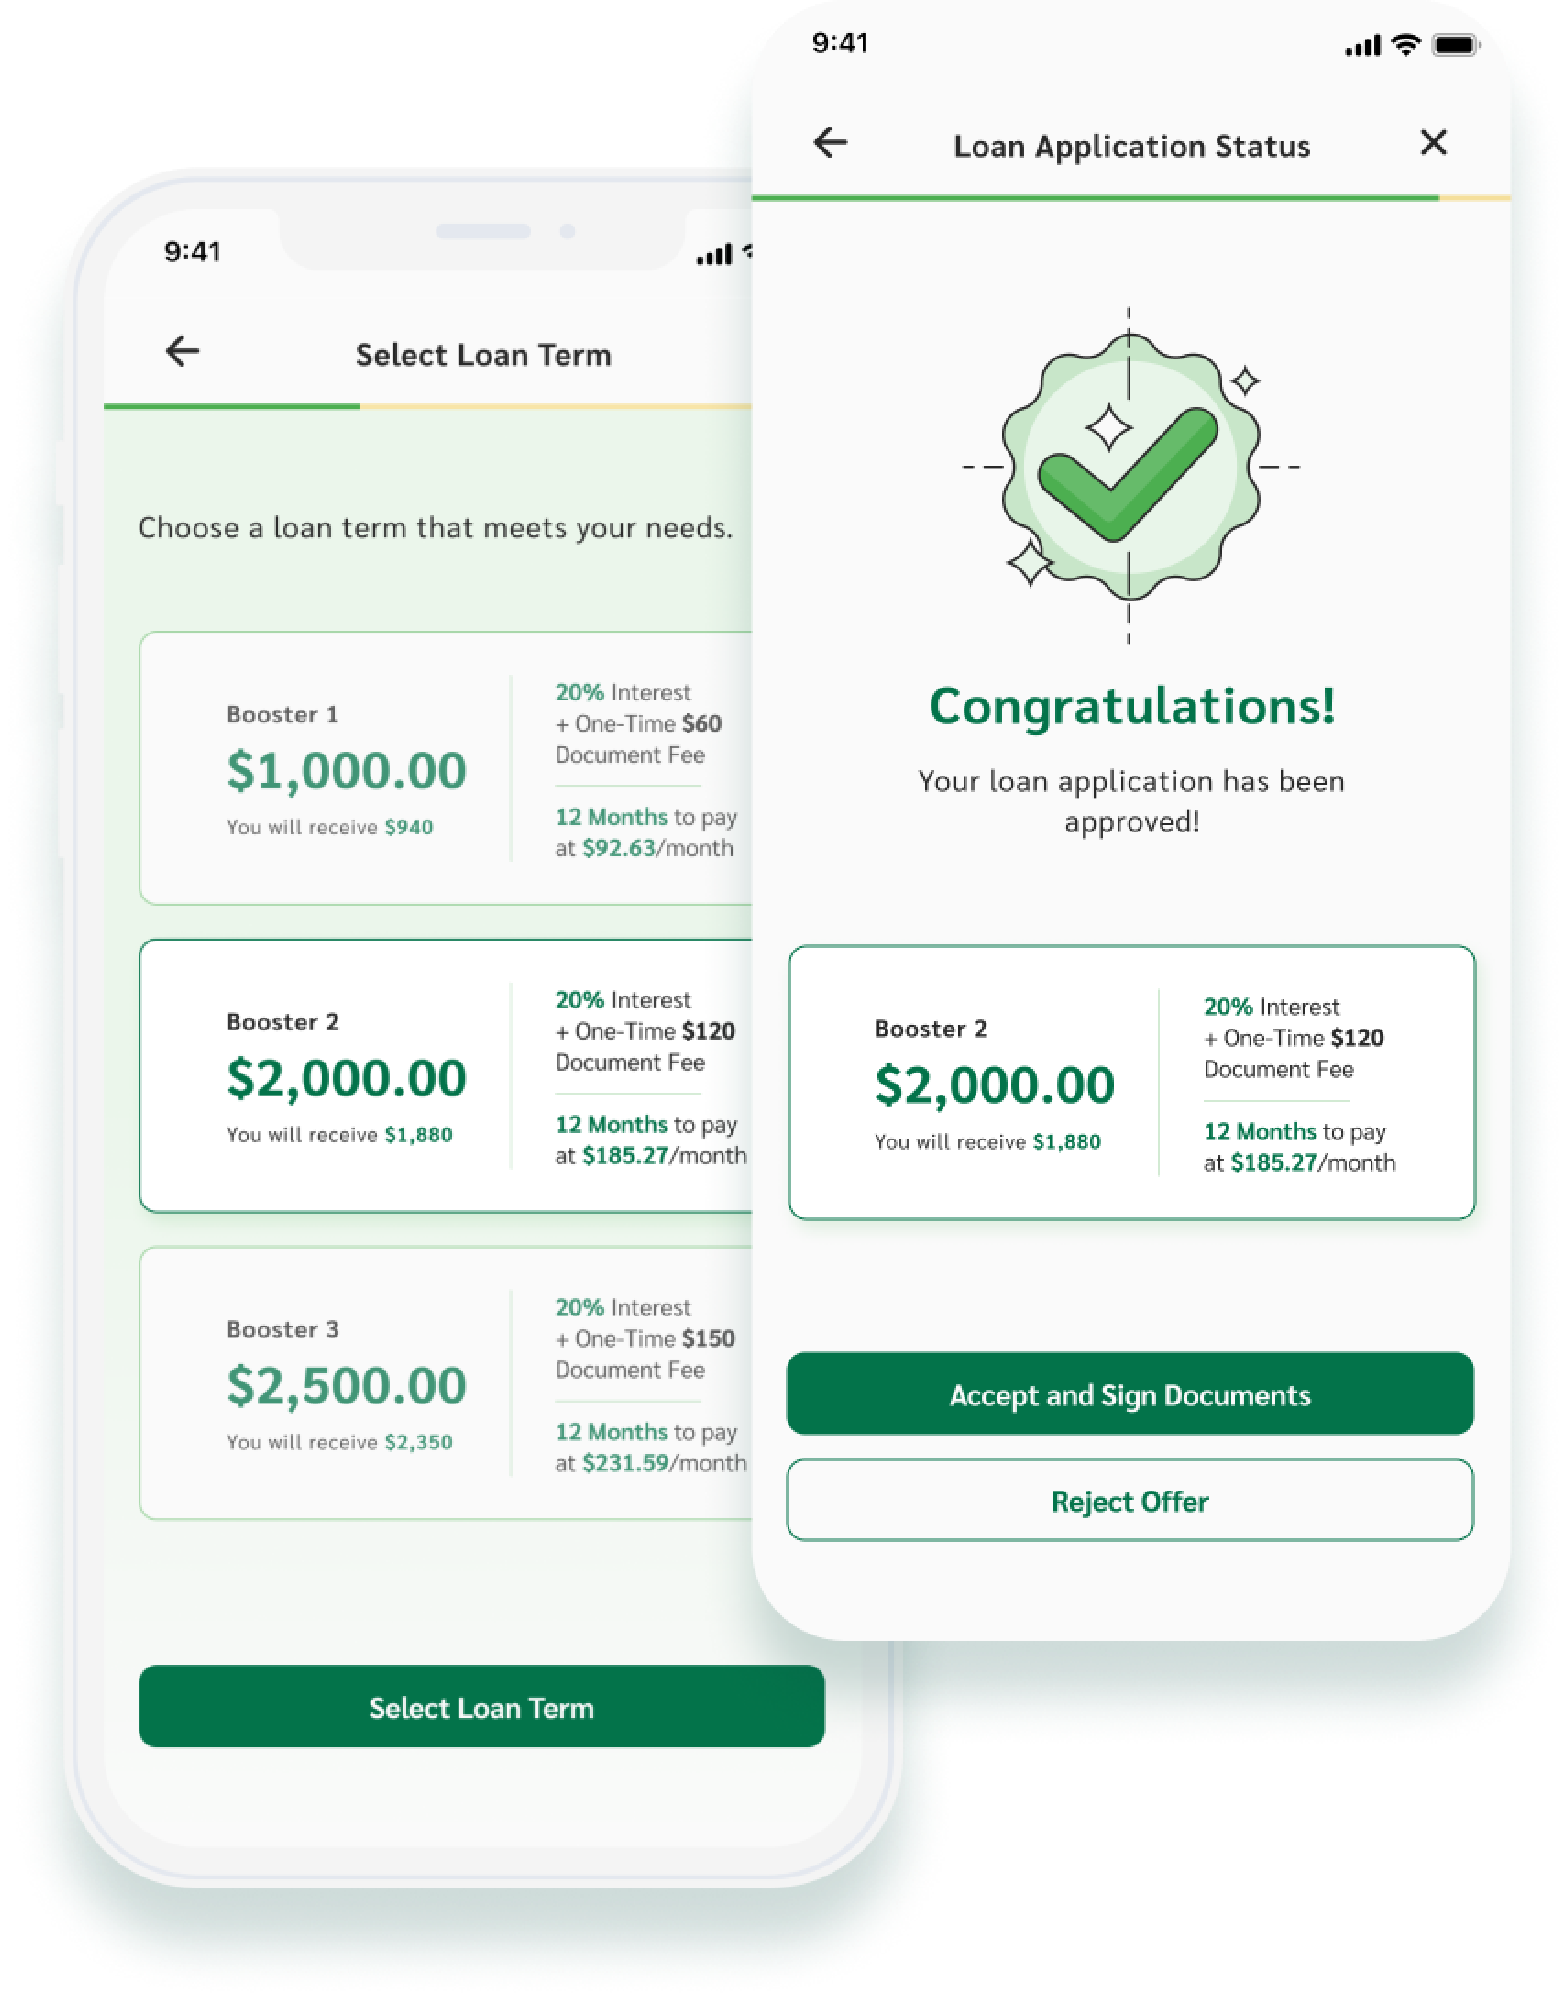 9:41
Select Loan Term
Choose a loan term that meets your needs.
Booster 1
$1,000.00
You will receive $940
20% Interest
+ One-Time $60
Document Fee
12 Months to pay
at $92.63/month
Booster 2
$2,000.00
You will receive $1,880
20% Interest
+ One-Time $120
Document Fee
12 Months to pay
at $185.27/month
Booster 3
$2,500.00
You will receive $2,350
20% Interest
+ One-Time $150
Document Fee
12 Months to pay
at $231.59/month
Select Loan Term
9:41
Loan Application Status
Congratulations!
Your loan application has been
approved!
Booster 2
$2,000.00
You will receive $1,880
20% Interest
+ One-Time $120
Document Fee
12 Months to pay
at $185.27/month
Accept and Sign Documents
Reject Offer